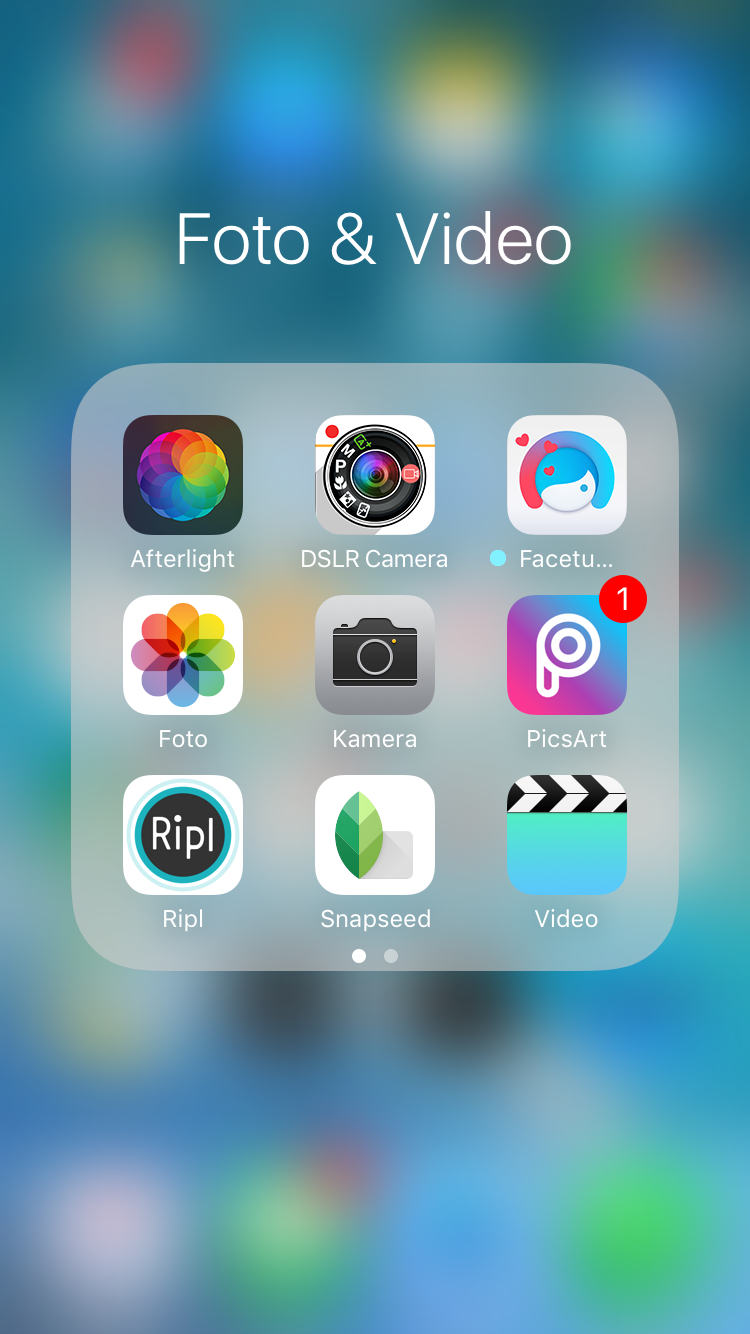 Foto & Video
M A+
P
Afterlight
DSLR Camera
Facetu...
1
Foto
Kamera
PicsArt
Ripl
Ripl
Snapseed
Video